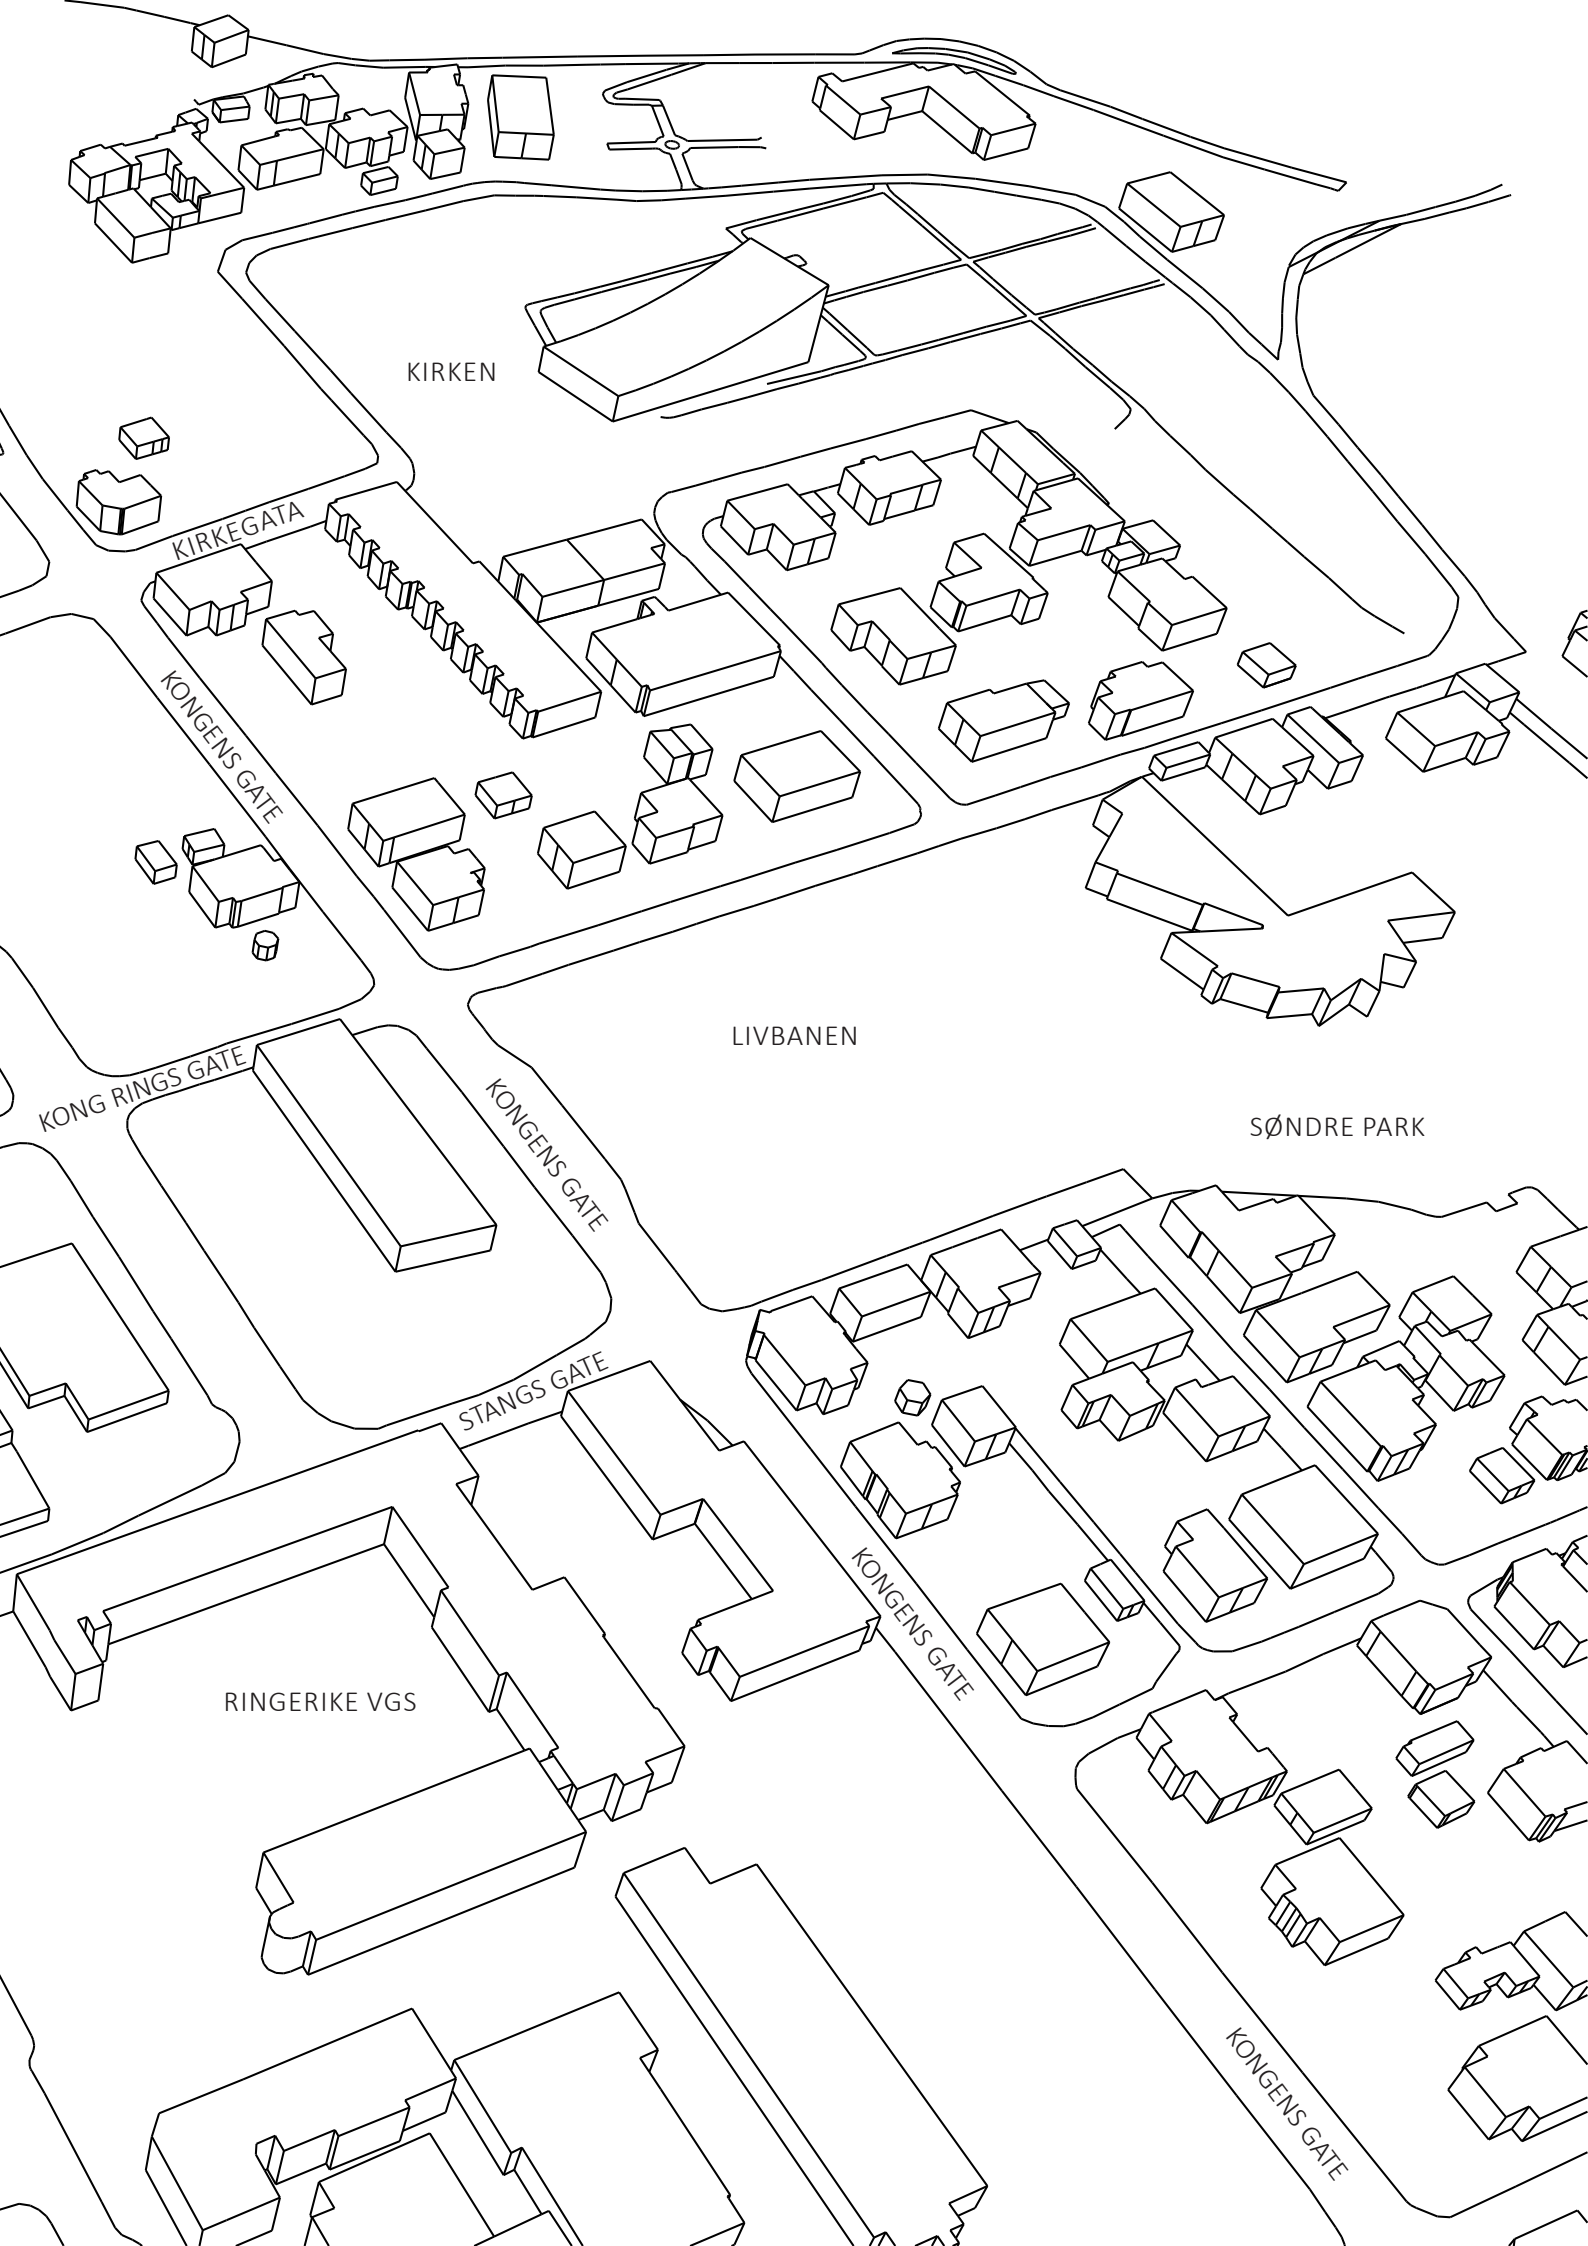 KIRKEN
KIRKEGATA
KONGENS GATE
LIVBANEN
KONG RINGS GATE
KONGENS GATE
SØNDRE PARK
STANGS GATE
KONGENS GATE
RINGERIKE VGS
KONGENS GATE